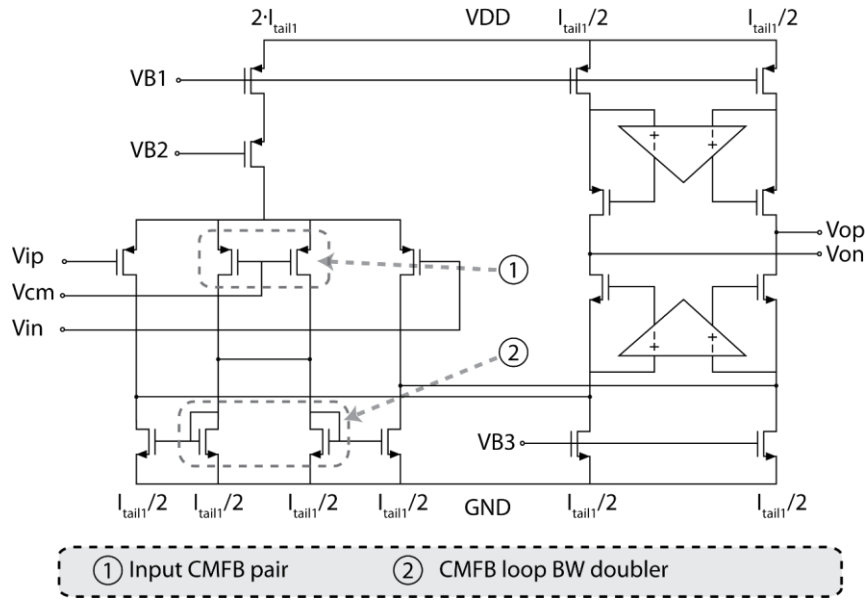 2·I_tail1 VDD I_tail1/2 I_tail1/2
VB1
VB2
+ +
Vip
Vcm
Vin
Vop
Von
1
2
+ +
VB3
I_tail1/2 I_tail1/2 I_tail1/2 I_tail1/2 GND I_tail1/2 I_tail1/2
1 Input CMFB pair 2 CMFB loop BW doubler